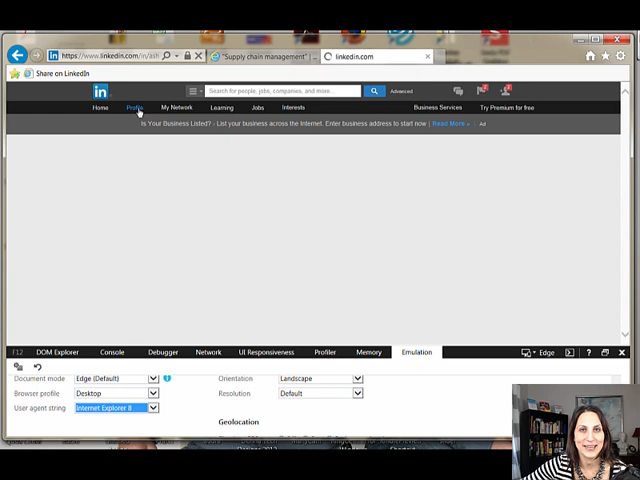 https://www.linkedin.com/in/ash
"Supply chain management" | ...
linkedin.com
Share on LinkedIn
in
Search for people, jobs, companies, and more...
Advanced
Home Profile My Network Learning Jobs Interests Business Services Try Premium for free
Is Your Business Listed? - List your business across the Internet. Enter business address to start now | Read More » Ad
F12 DOM Explorer Console Debugger Network UI Responsiveness Profiler Memory Emulation Edge ?
Document mode Edge (Default) Orientation Landscape
Browser profile Desktop Resolution Default
User agent string Internet Explorer 8
Geolocation